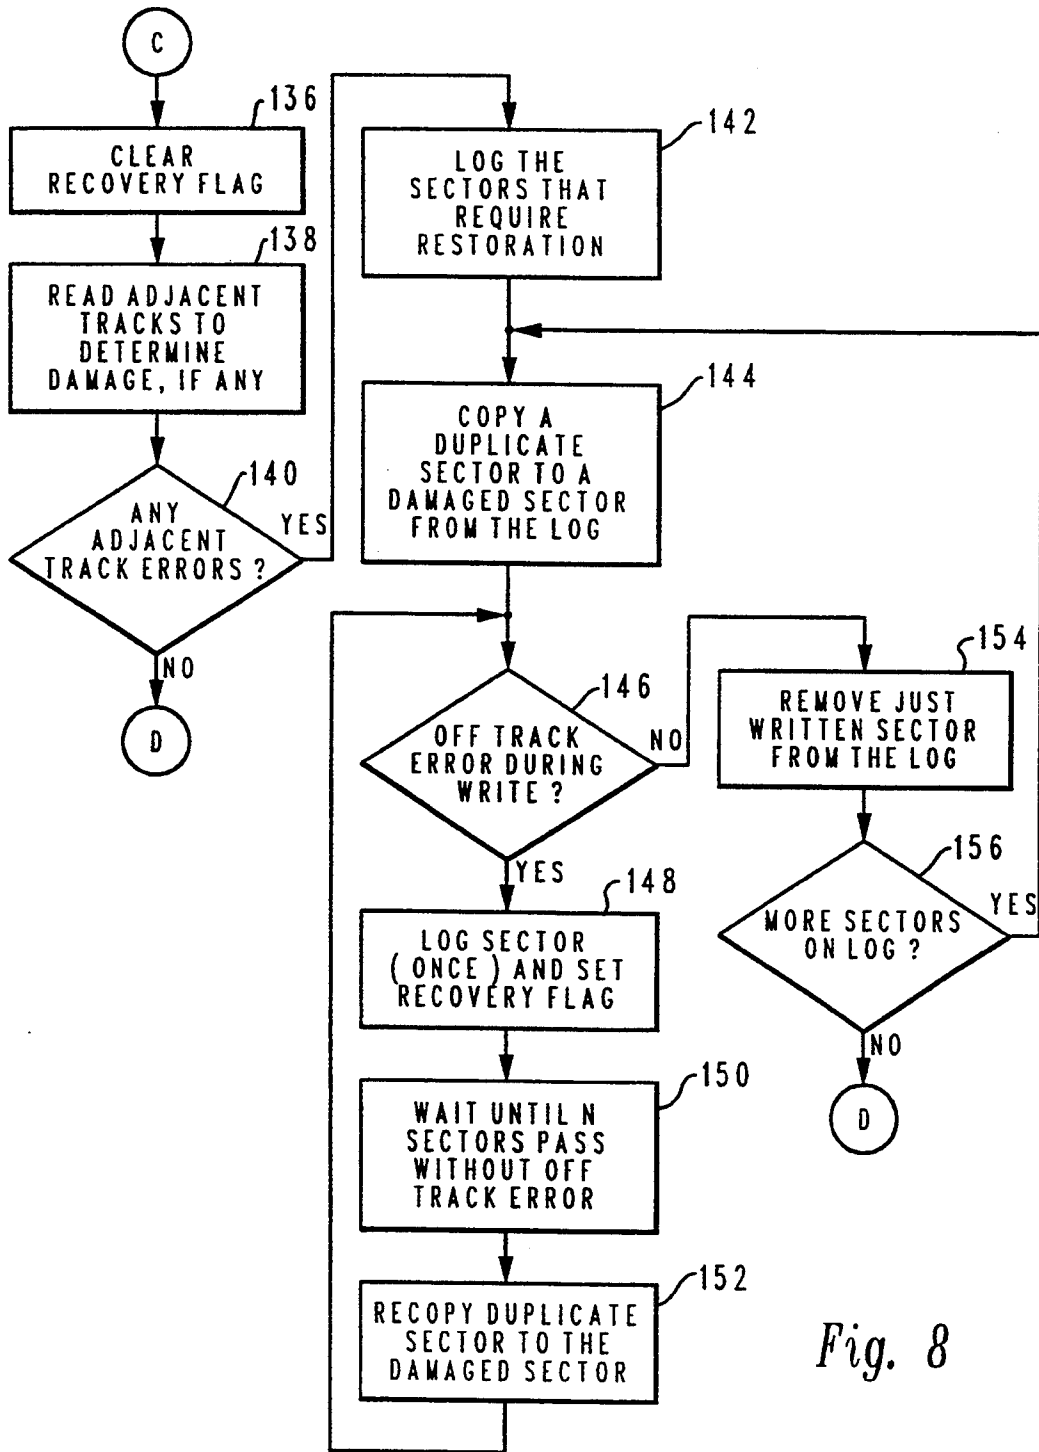 C
136
CLEAR
RECOVERY FLAG
138
READ ADJACENT
TRACKS TO
DETERMINE
DAMAGE, IF ANY
140
ANY
ADJACENT
TRACK ERRORS ?
YES
NO
D
142
LOG THE
SECTORS THAT
REQUIRE
RESTORATION
144
COPY A
DUPLICATE
SECTOR TO A
DAMAGED SECTOR
FROM THE LOG
146
OFF TRACK
ERROR DURING
WRITE ?
NO
YES
148
LOG SECTOR
( ONCE ) AND SET
RECOVERY FLAG
150
WAIT UNTIL N
SECTORS PASS
WITHOUT OFF
TRACK ERROR
152
RECOPY DUPLICATE
SECTOR TO THE
DAMAGED SECTOR
154
REMOVE JUST
WRITTEN SECTOR
FROM THE LOG
156
MORE SECTORS
ON LOG ?
YES
NO
D
Fig. 8